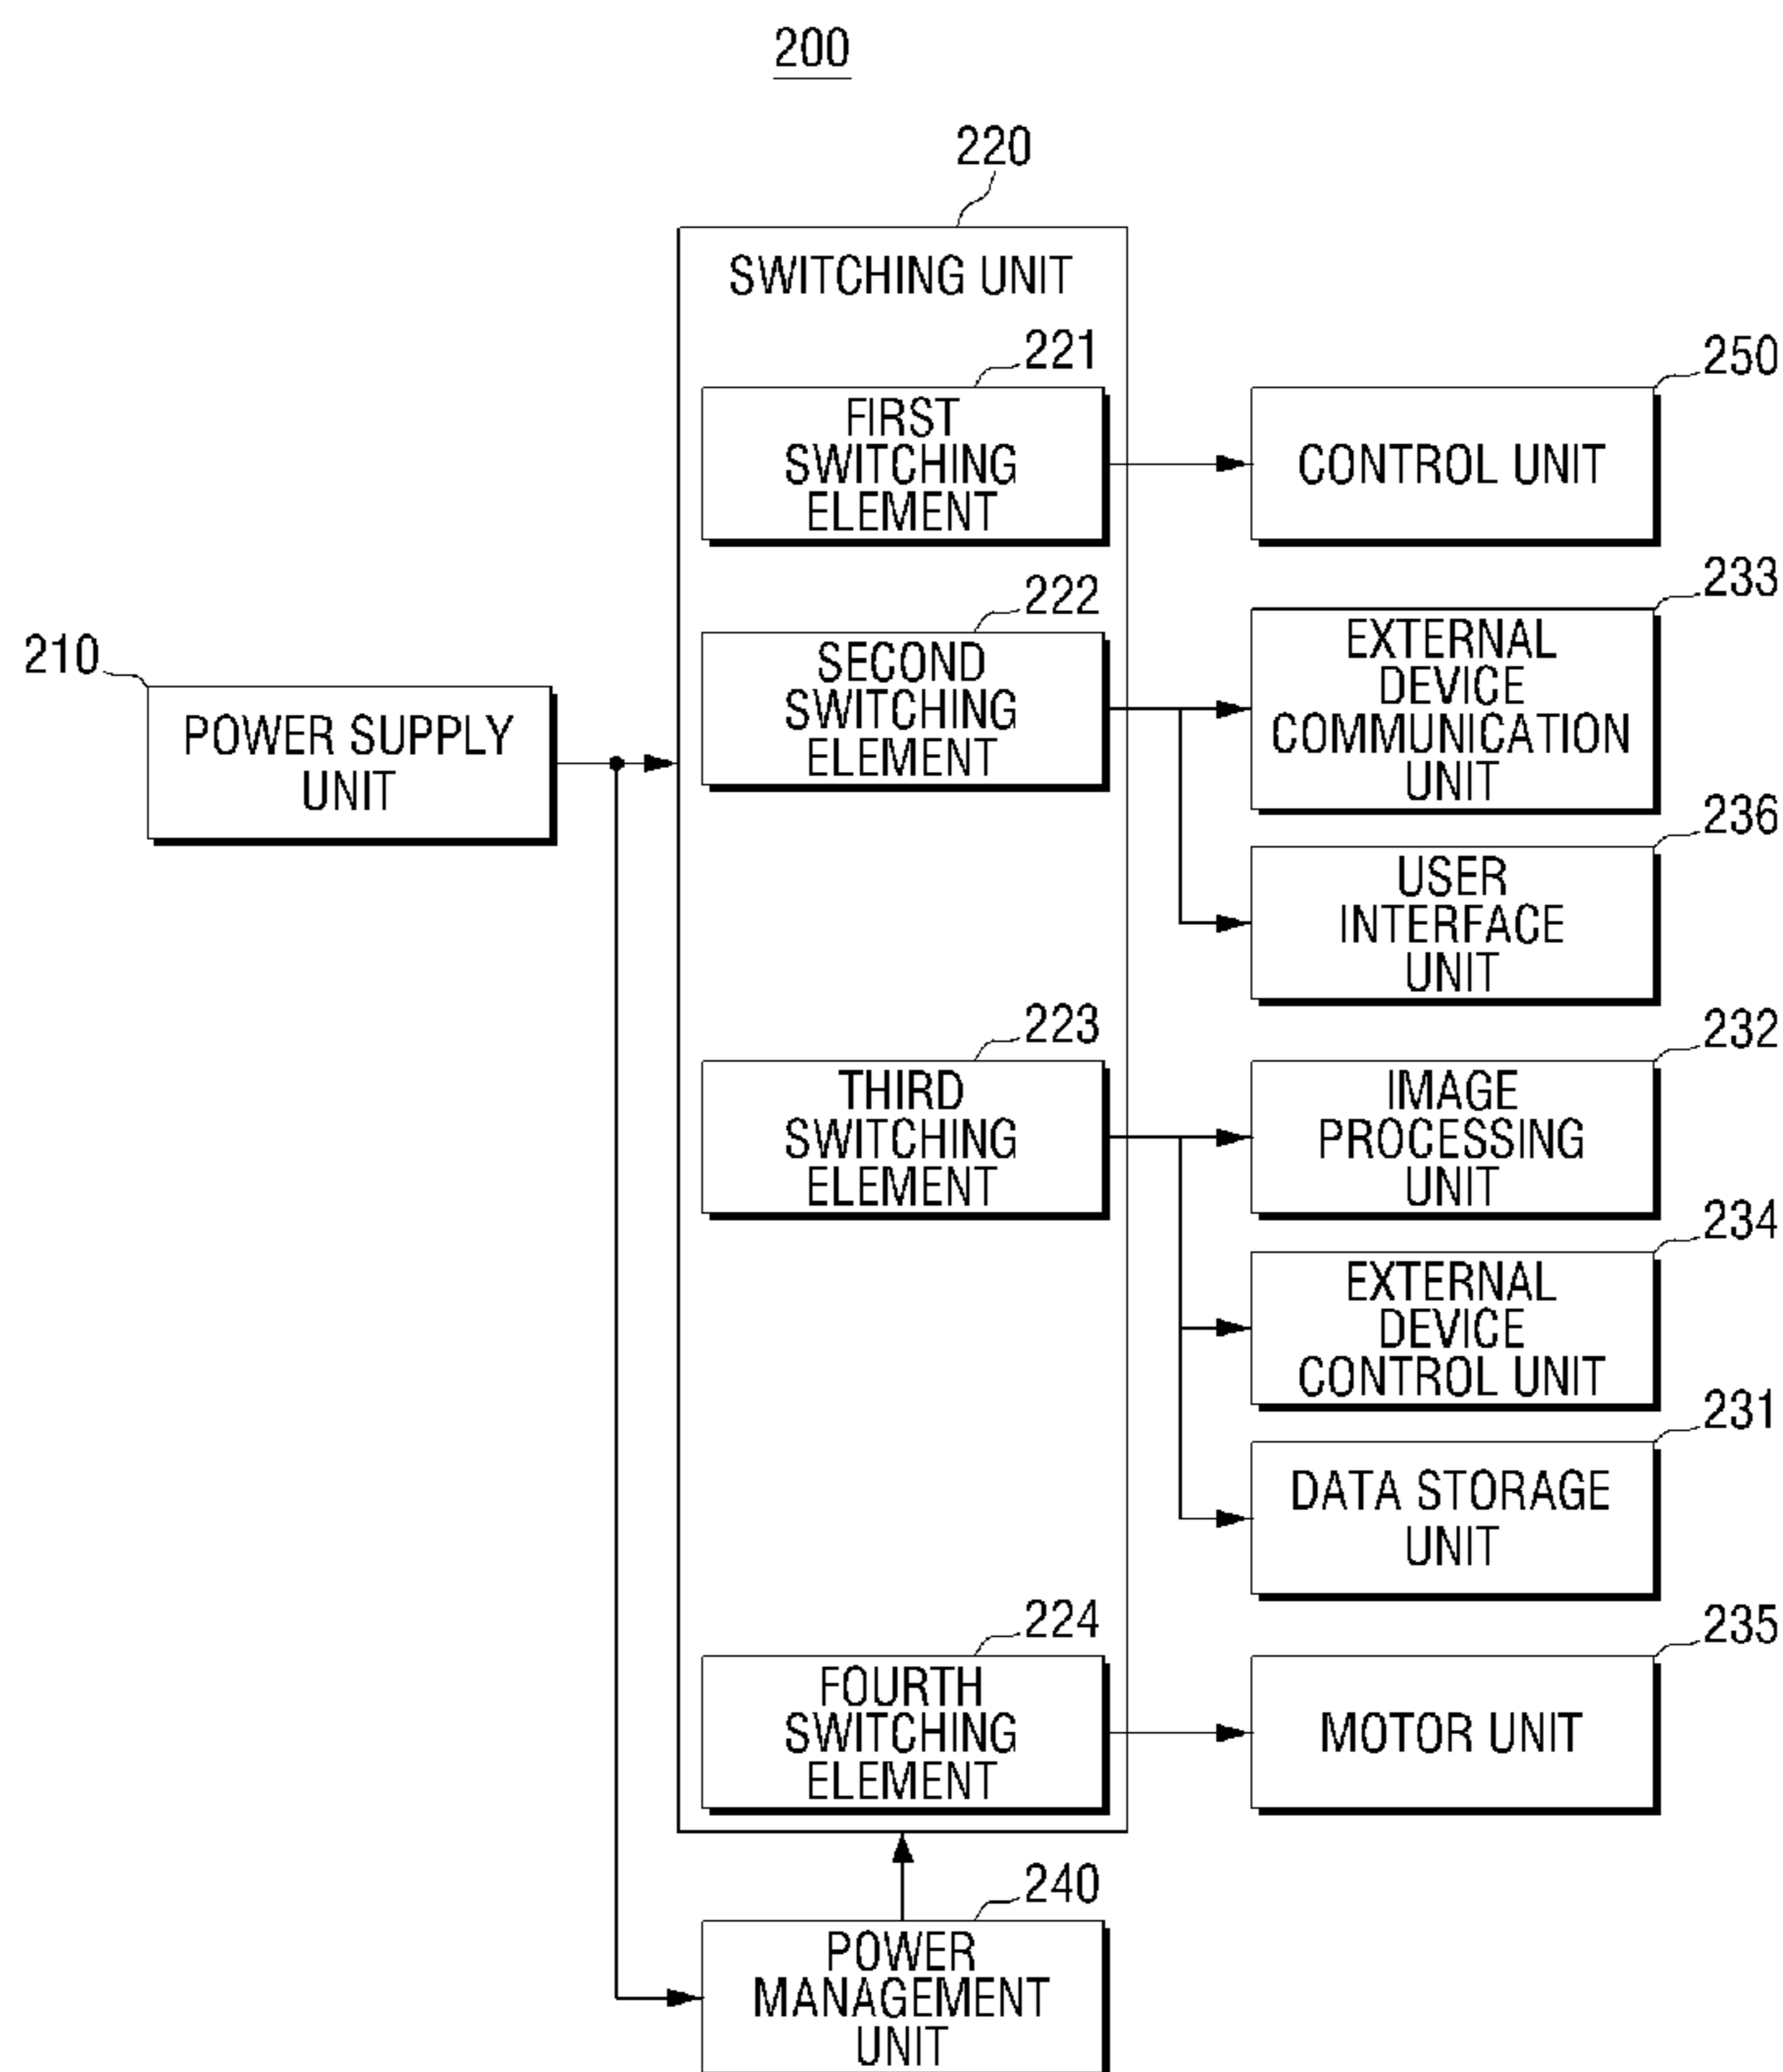 200
220
SWITCHING UNIT
221
FIRST
SWITCHING
ELEMENT
250
CONTROL UNIT
222
SECOND
SWITCHING
ELEMENT
233
EXTERNAL
DEVICE
COMMUNICATION
UNIT
210
POWER SUPPLY
UNIT
236
USER
INTERFACE
UNIT
223
THIRD
SWITCHING
ELEMENT
232
IMAGE
PROCESSING
UNIT
234
EXTERNAL
DEVICE
CONTROL UNIT
231
DATA STORAGE
UNIT
224
FOURTH
SWITCHING
ELEMENT
235
MOTOR UNIT
240
POWER
MANAGEMENT
UNIT